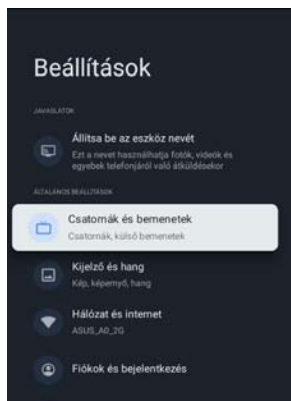 Beállítások
JAVASLATOK
Állítsa be az eszköz nevét
Ezt a nevet használhatja fotók, videók és
egyebek telefonjáról való átküldésekor
ÁLTALÁNOS BEÁLLÍTÁSOK
Csatornák és bemenetek
Csatornák, külső bemenetek
Kijelző és hang
Kép, képernyő, hang
Hálózat és internet
ASUS_A0_2G
Fiókok és bejelentkezés